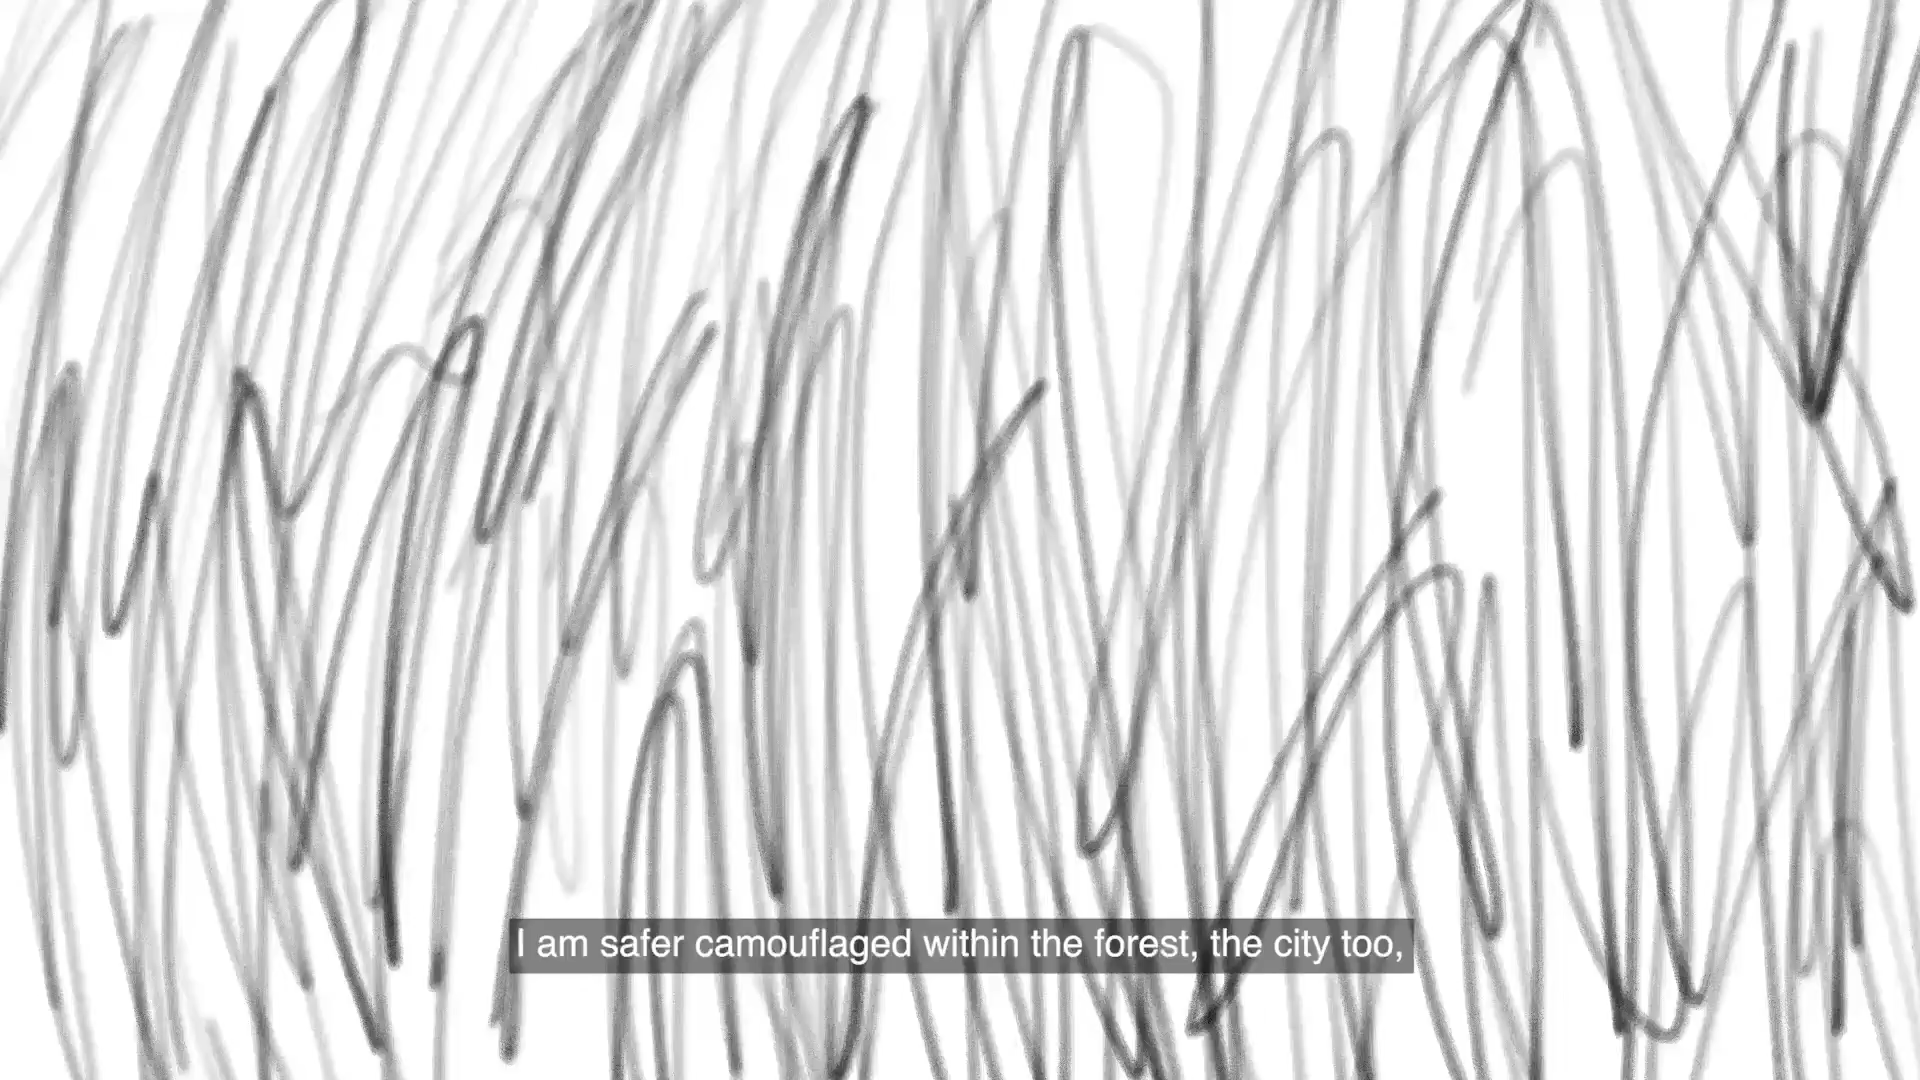 I am safer camouflaged within the forest, the city too,